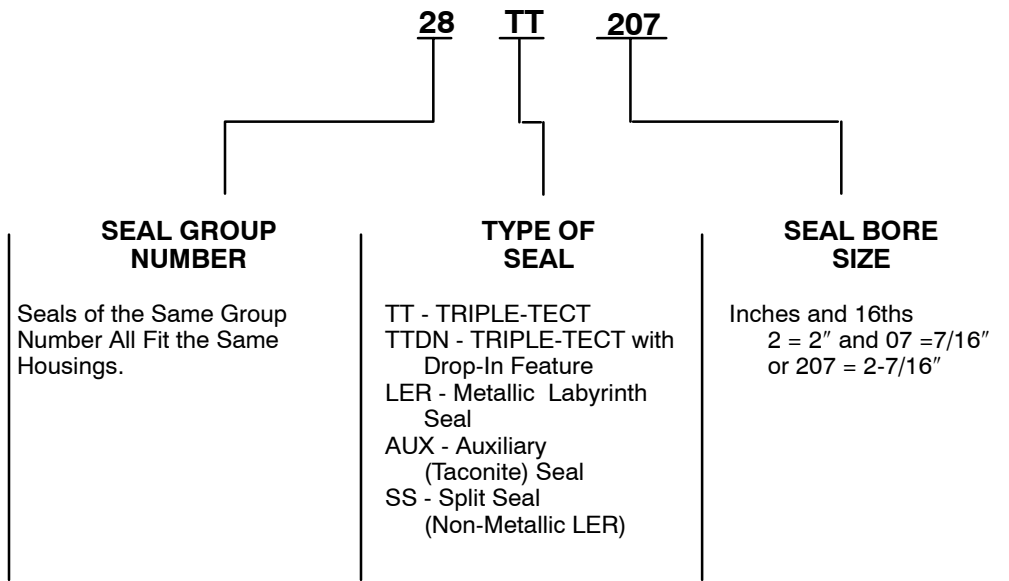 28 TT 207
SEAL GROUP
NUMBER
Seals of the Same Group
Number All Fit the Same
Housings.
TYPE OF
SEAL
TT - TRIPLE-TECT
TTDN - TRIPLE-TECT with
Drop-In Feature
LER - Metallic Labyrinth
Seal
AUX - Auxiliary
(Taconite) Seal
SS - Split Seal
(Non-Metallic LER)
SEAL BORE
SIZE
Inches and 16ths
2 = 2″ and 07 =7/16″
or 207 = 2-7/16″